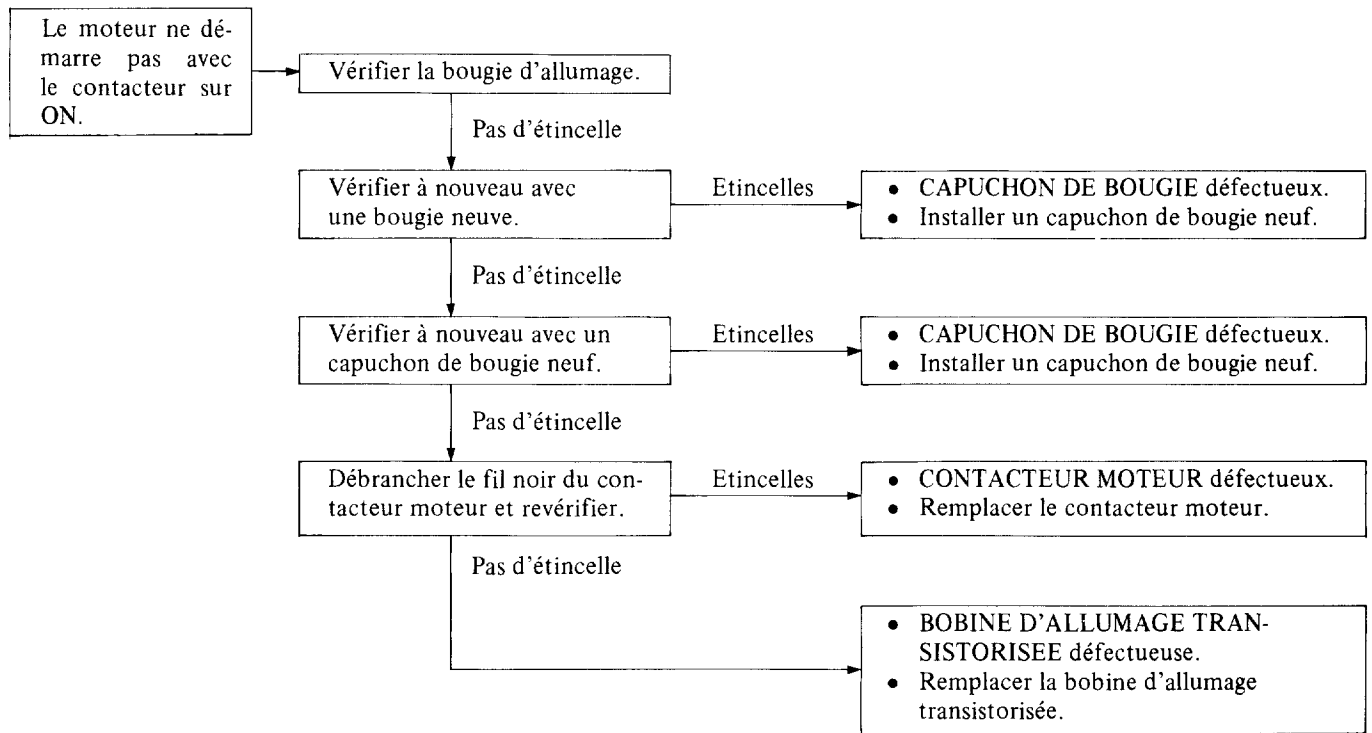 Le moteur ne dé-
marre pas avec
le contacteur sur
ON.
Vérifier la bougie d'allumage.
Pas d'étincelle
Vérifier à nouveau avec
une bougie neuve.
Etincelles
• CAPUCHON DE BOUGIE défectueux.
• Installer un capuchon de bougie neuf.
Pas d'étincelle
Vérifier à nouveau avec un
capuchon de bougie neuf.
Etincelles
• CAPUCHON DE BOUGIE défectueux.
• Installer un capuchon de bougie neuf.
Pas d'étincelle
Débrancher le fil noir du con-
tacteur moteur et revérifier.
Etincelles
• CONTACTEUR MOTEUR défectueux.
• Remplacer le contacteur moteur.
Pas d'étincelle
• BOBINE D'ALLUMAGE TRAN-
SISTORISEE défectueuse.
• Remplacer la bobine d'allumage
transistorisée.